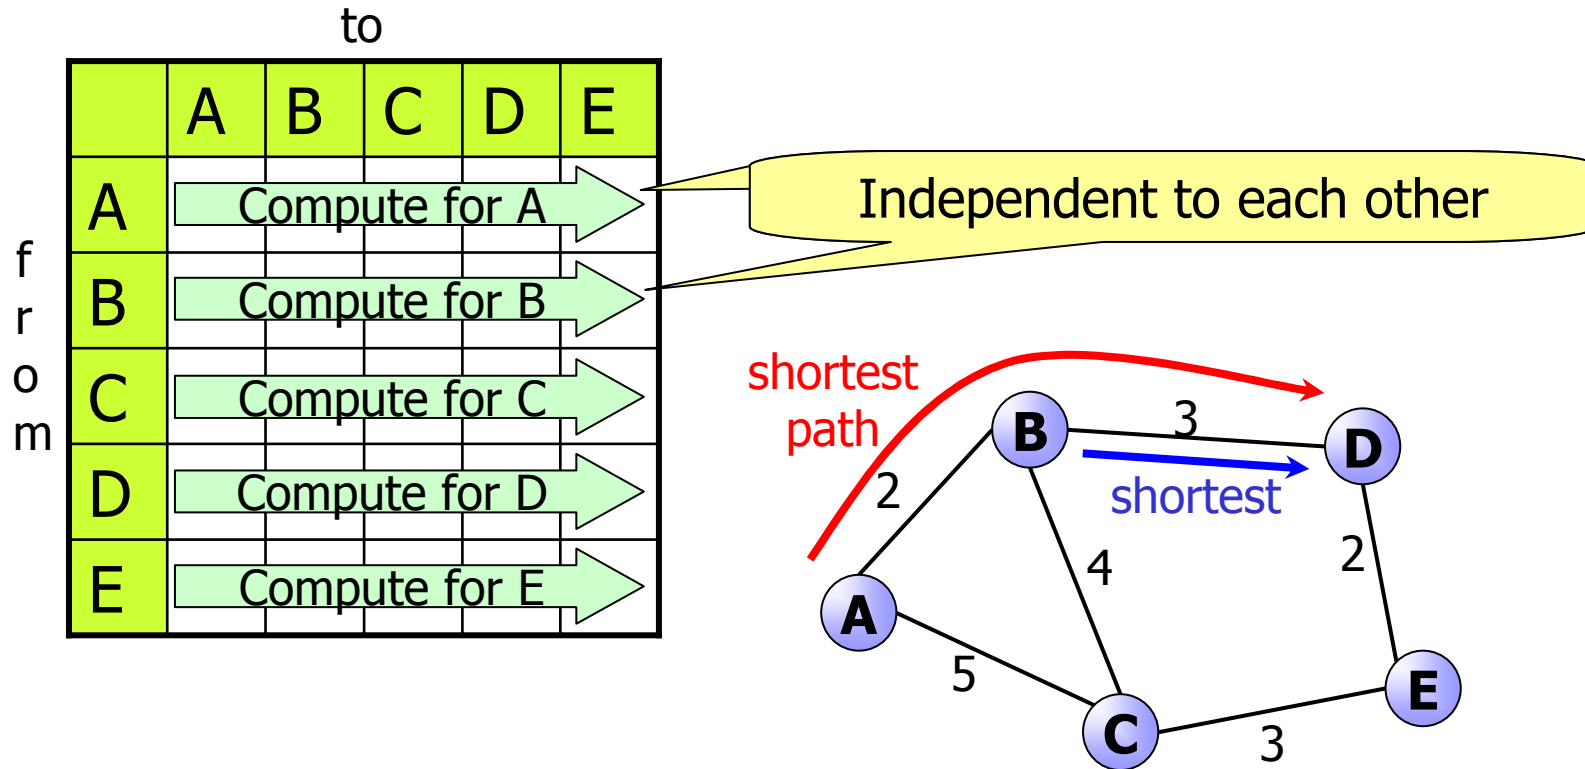 to
A B C D E
from
A Compute for A
B Compute for B
C Compute for C
D Compute for D
E Compute for E
Independent to each other
shortest
path
B
3
D
shortest
2
4
2
A
5
C
3
E